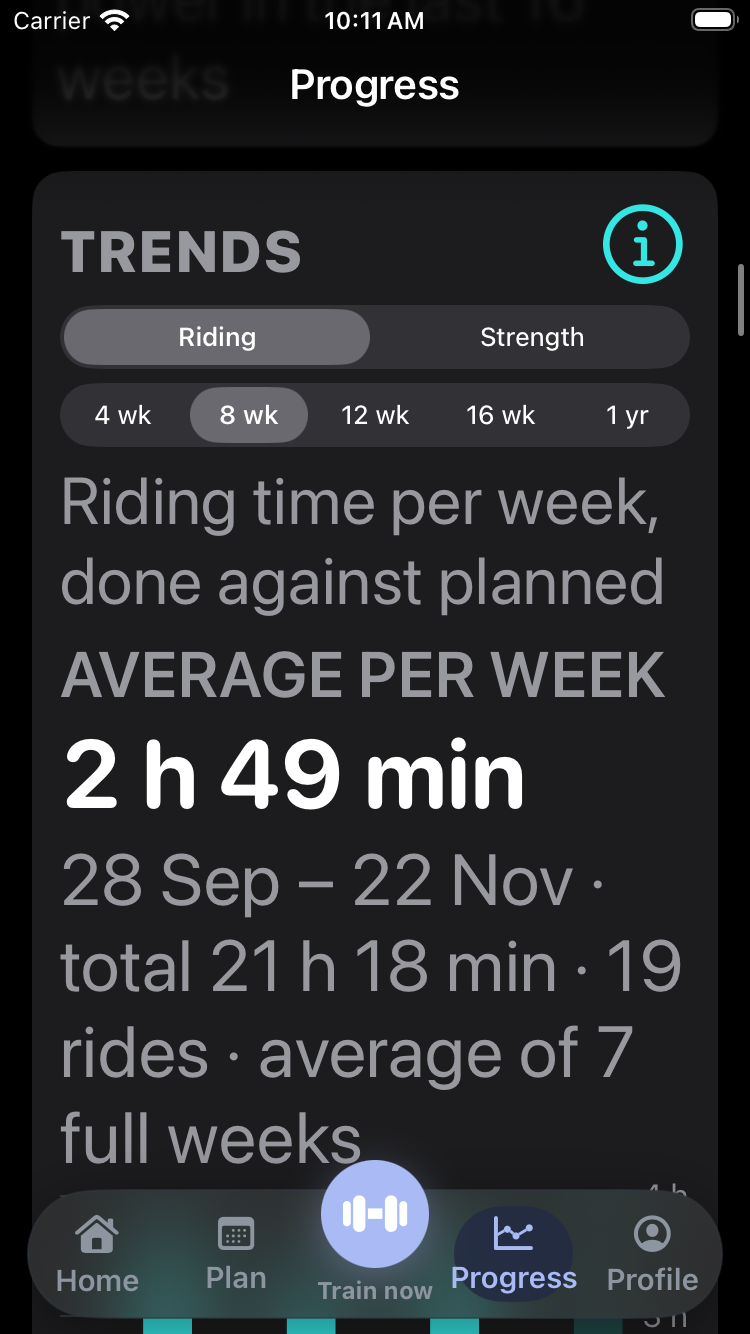 Carrier 10:11 AM
weeks
Progress
TRENDS
Riding Strength
4 wk 8 wk 12 wk 16 wk 1 yr
Riding time per week,
done against planned
AVERAGE PER WEEK
2 h 49 min
28 Sep – 22 Nov ·
total 21 h 18 min · 19
rides · average of 7
full weeks
Home Plan Train now Progress Profile